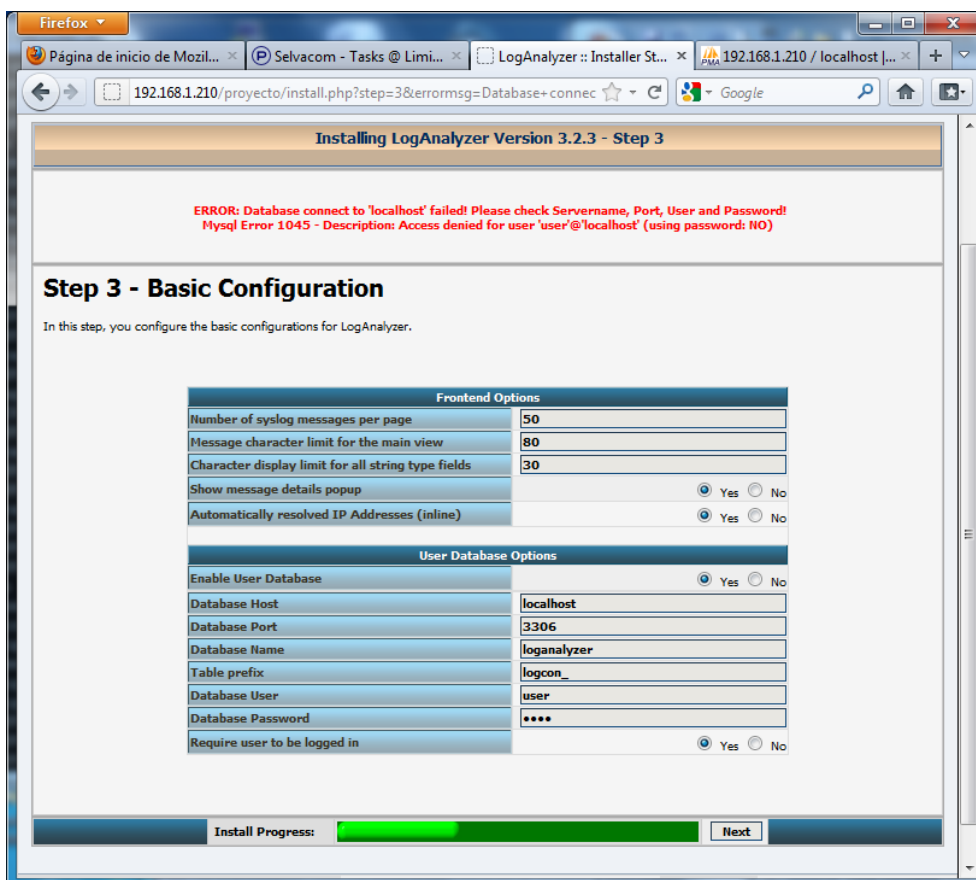 Firefox
Página de inicio de Mozil...
Selvacom - Tasks @ Limi...
LogAnalyzer :: Installer St...
192.168.1.210 / localhost |...
192.168.1.210/proyecto/install.php?step=3&errormsg=Database+connec
Google
Installing LogAnalyzer Version 3.2.3 - Step 3
ERROR: Database connect to 'localhost' failed! Please check Servername, Port, User and Password!
Mysql Error 1045 - Description: Access denied for user 'user'@'localhost' (using password: NO)
Step 3 - Basic Configuration
In this step, you configure the basic configurations for LogAnalyzer.
Frontend Options
Number of syslog messages per page 50
Message character limit for the main view 80
Character display limit for all string type fields 30
Show message details popup Yes No
Automatically resolved IP Addresses (inline) Yes No
User Database Options
Enable User Database Yes No
Database Host localhost
Database Port 3306
Database Name loganalyzer
Table prefix logcon_
Database User user
Database Password ••••
Require user to be logged in Yes No
Install Progress: Next